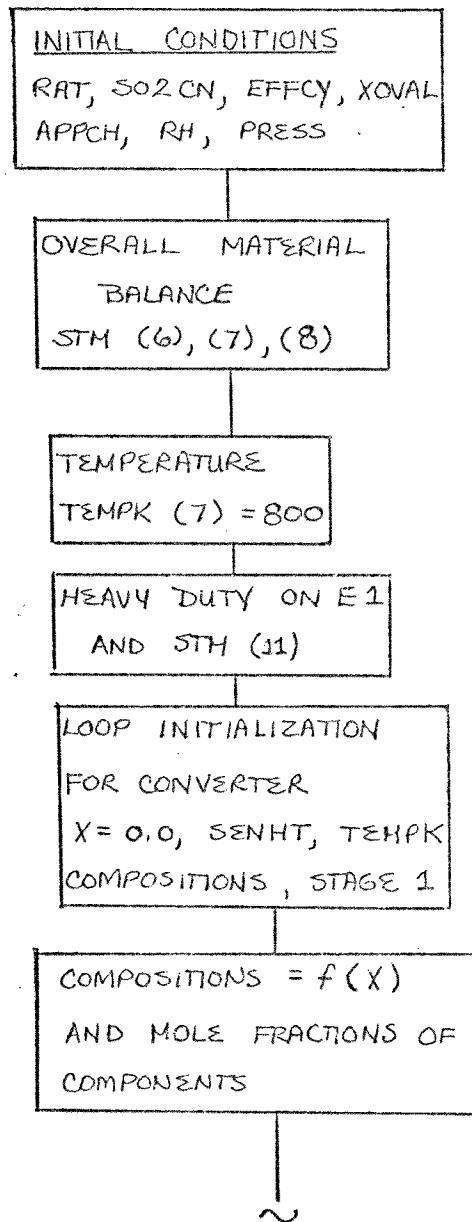 INITIAL CONDITIONS
RAT, SO2CN, EFFCY, XOVAL
APPCH, RH, PRESS
OVERALL MATERIAL
BALANCE
STM (6), (7), (8)
TEMPERATURE
TEMPK (7) = 800
HEAVY DUTY ON E1
AND STM (11)
LOOP INITIALIZATION
FOR CONVERTER
X = 0.0, SENHT, TEMPK
COMPOSITIONS, STAGE 1
COMPOSITIONS = f(X)
AND MOLE FRACTIONS OF
COMPONENTS
~